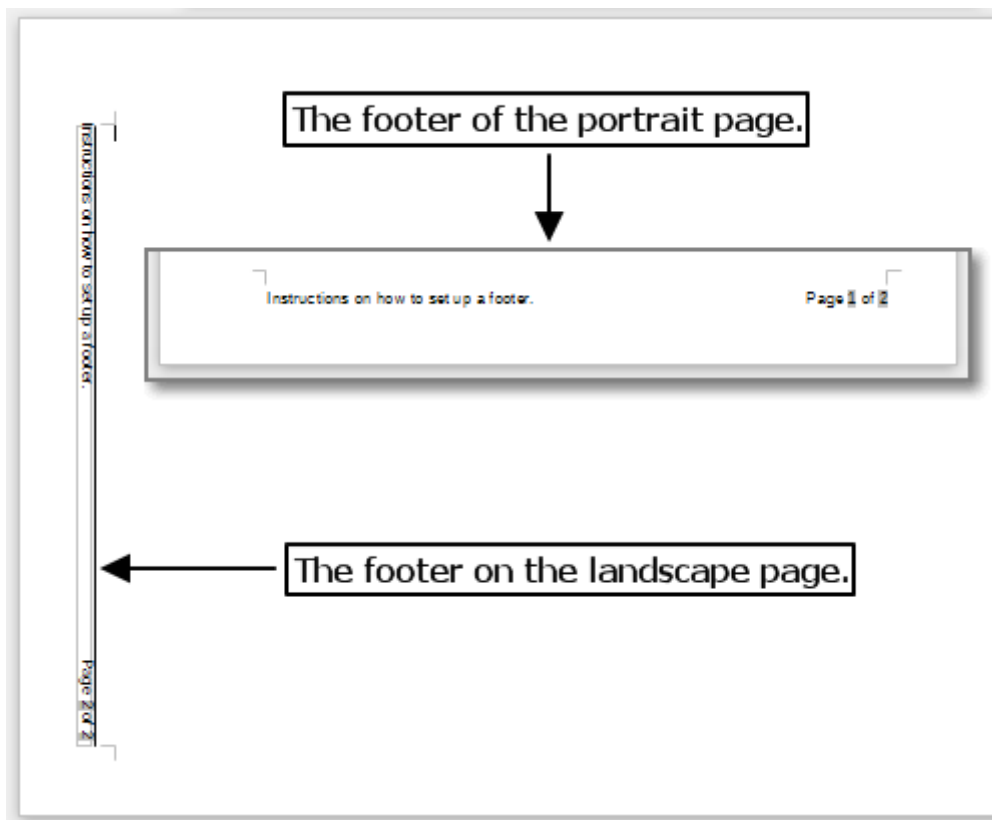 The footer of the portrait page.
Instructions on how to set up a footer. Page 1 of 2
The footer on the landscape page.
Instructions on how to set up a footer. Page 2 of 2